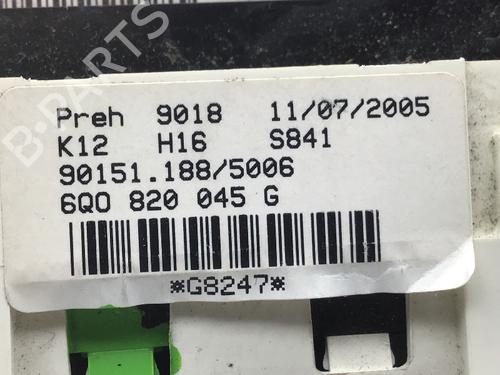 Preh 9018 11/07/2005
K12 H16 S841
90151.188/5006
6Q0 820 045 G
*G8247*
B-PARTS